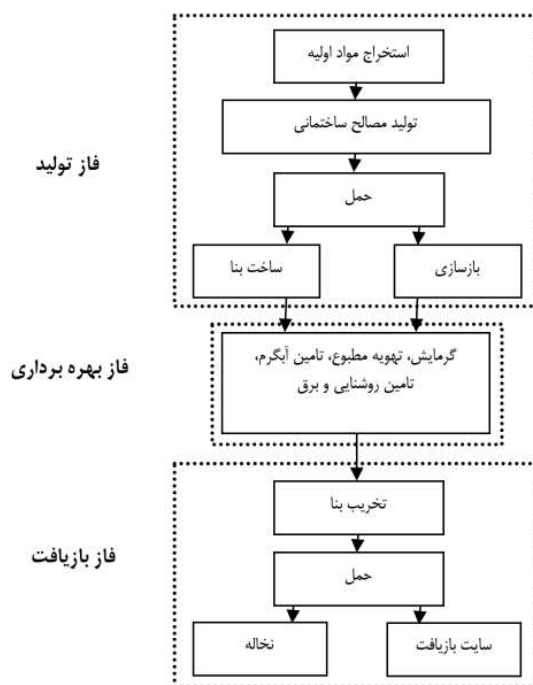 استخراج مواد اولیه
تولید مصالح ساختمانی
فاز تولید
حمل
بازسازی
ساخت بنا
گرمایش، تهویه مطبوع، تامین آبگرم،
تامین روشنایی و برق
فاز بهره برداری
تخریب بنا
فاز بازیافت
حمل
سایت بازیافت
نخاله